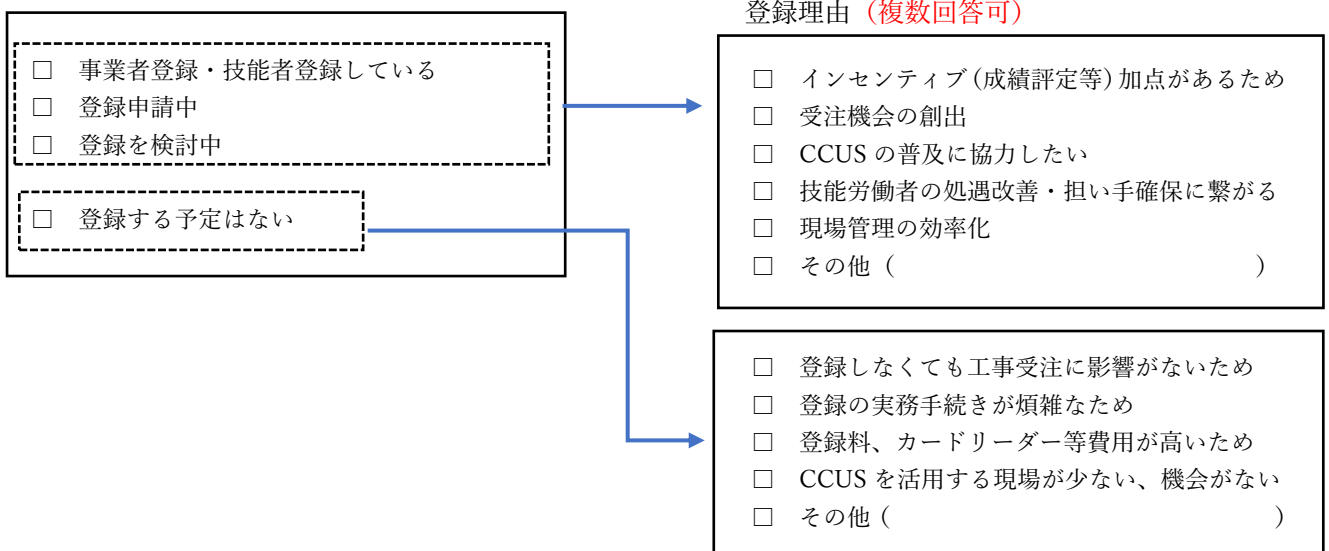 □ 事業者登録・技能者登録している
□ 登録申請中
□ 登録を検討中
□ 登録する予定はない
登録理由（複数回答可）
□ インセンティブ（成績評定等）加点があるため
□ 受注機会の創出
□ CCUS の普及に協力したい
□ 技能労働者の処遇改善・担い手確保に繋がる
□ 現場管理の効率化
□ その他（ ）
□ 登録しなくても工事受注に影響がないため
□ 登録の実務手続きが煩雑なため
□ 登録料、カードリーダー等費用が高いため
□ CCUS を活用する現場が少ない、機会がない
□ その他（ ）